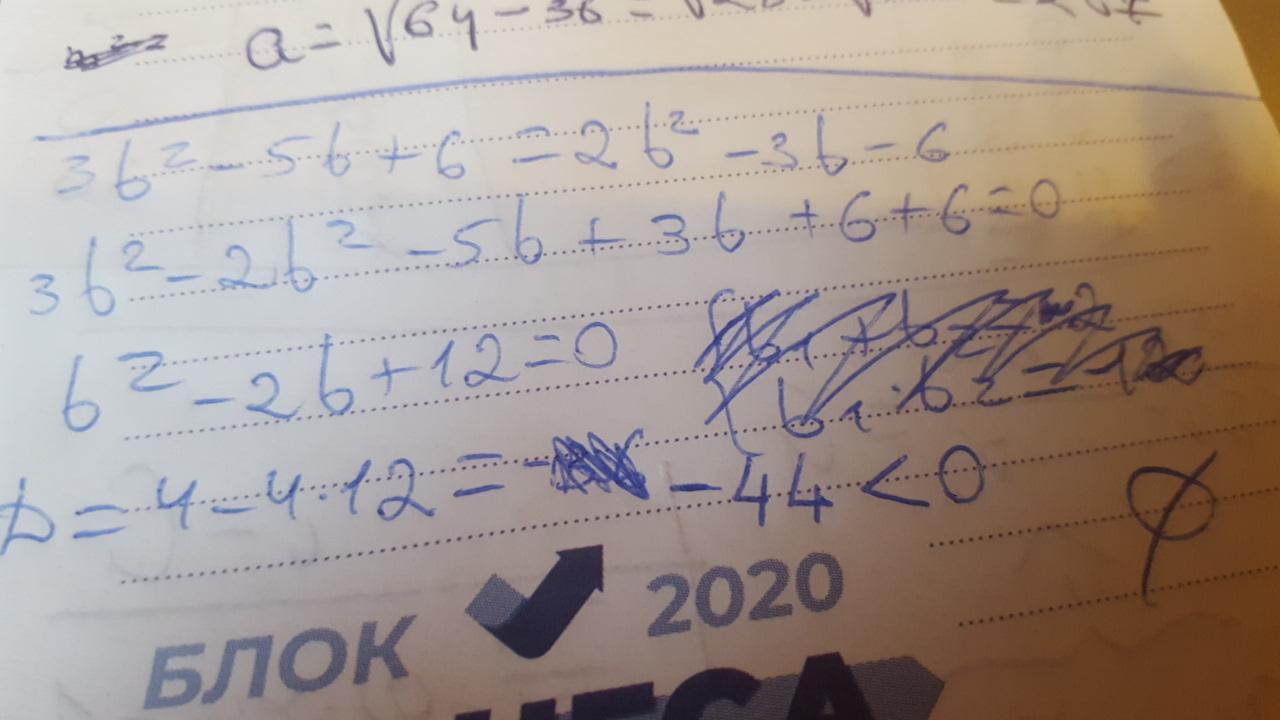 a = √64 - 36 =
3b² - 5b + 6 = 2b² - 3b - 6
3b² - 2b² - 5b + 3b + 6 + 6 = 0
b² - 2b + 12 = 0
D = 4 - 4·12 = - 44 < 0
∅
БЛОК 2020